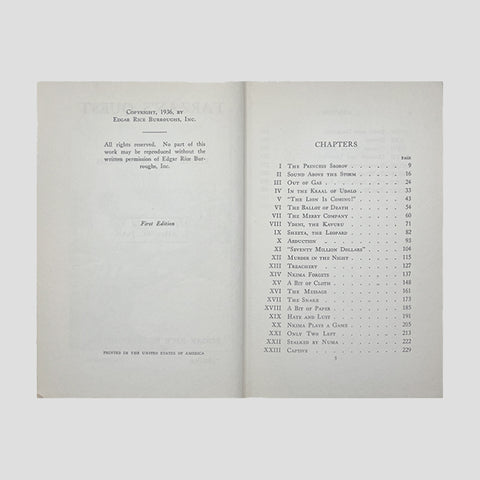 Copyright, 1936, by
Edgar Rice Burroughs, Inc.
All rights reserved. No part of this
work may be reproduced without the
written permission of Edgar Rice Bur-
roughs, Inc.
First Edition
PRINTED IN THE UNITED STATES OF AMERICA
CHAPTERS
PAGE
I The Princess Sborov . . . . . . 9
II Sound Above the Storm . . . . 16
III Out of Gas . . . . . . . . 24
IV In the Kraal of Udalo . . . . 33
V "The Lion Is Coming!" . . . . 43
VI The Ballot of Death . . . . . 54
VII The Merry Company . . . . . 60
VIII Ydeni, the Kavuru . . . . . 71
IX Sheeta, the Leopard . . . . . 82
X Abduction . . . . . . . . 93
XI "Seventy Million Dollars" . . . 104
XII Murder in the Night . . . . . 115
XIII Treachery . . . . . . . . 127
XIV Nkima Forgets . . . . . . . 137
XV A Bit of Cloth . . . . . . . 148
XVI The Message . . . . . . . 161
XVII The Snake . . . . . . . . 173
XVIII A Bit of Paper . . . . . . . 185
XIX Hate and Lust . . . . . . . 193
XX Nkima Plays a Game . . . . . 205
XXI Only Two Left . . . . . . . 213
XXII Stalked by Numa . . . . . . 222
XXIII Captive . . . . . . . . . 229
5